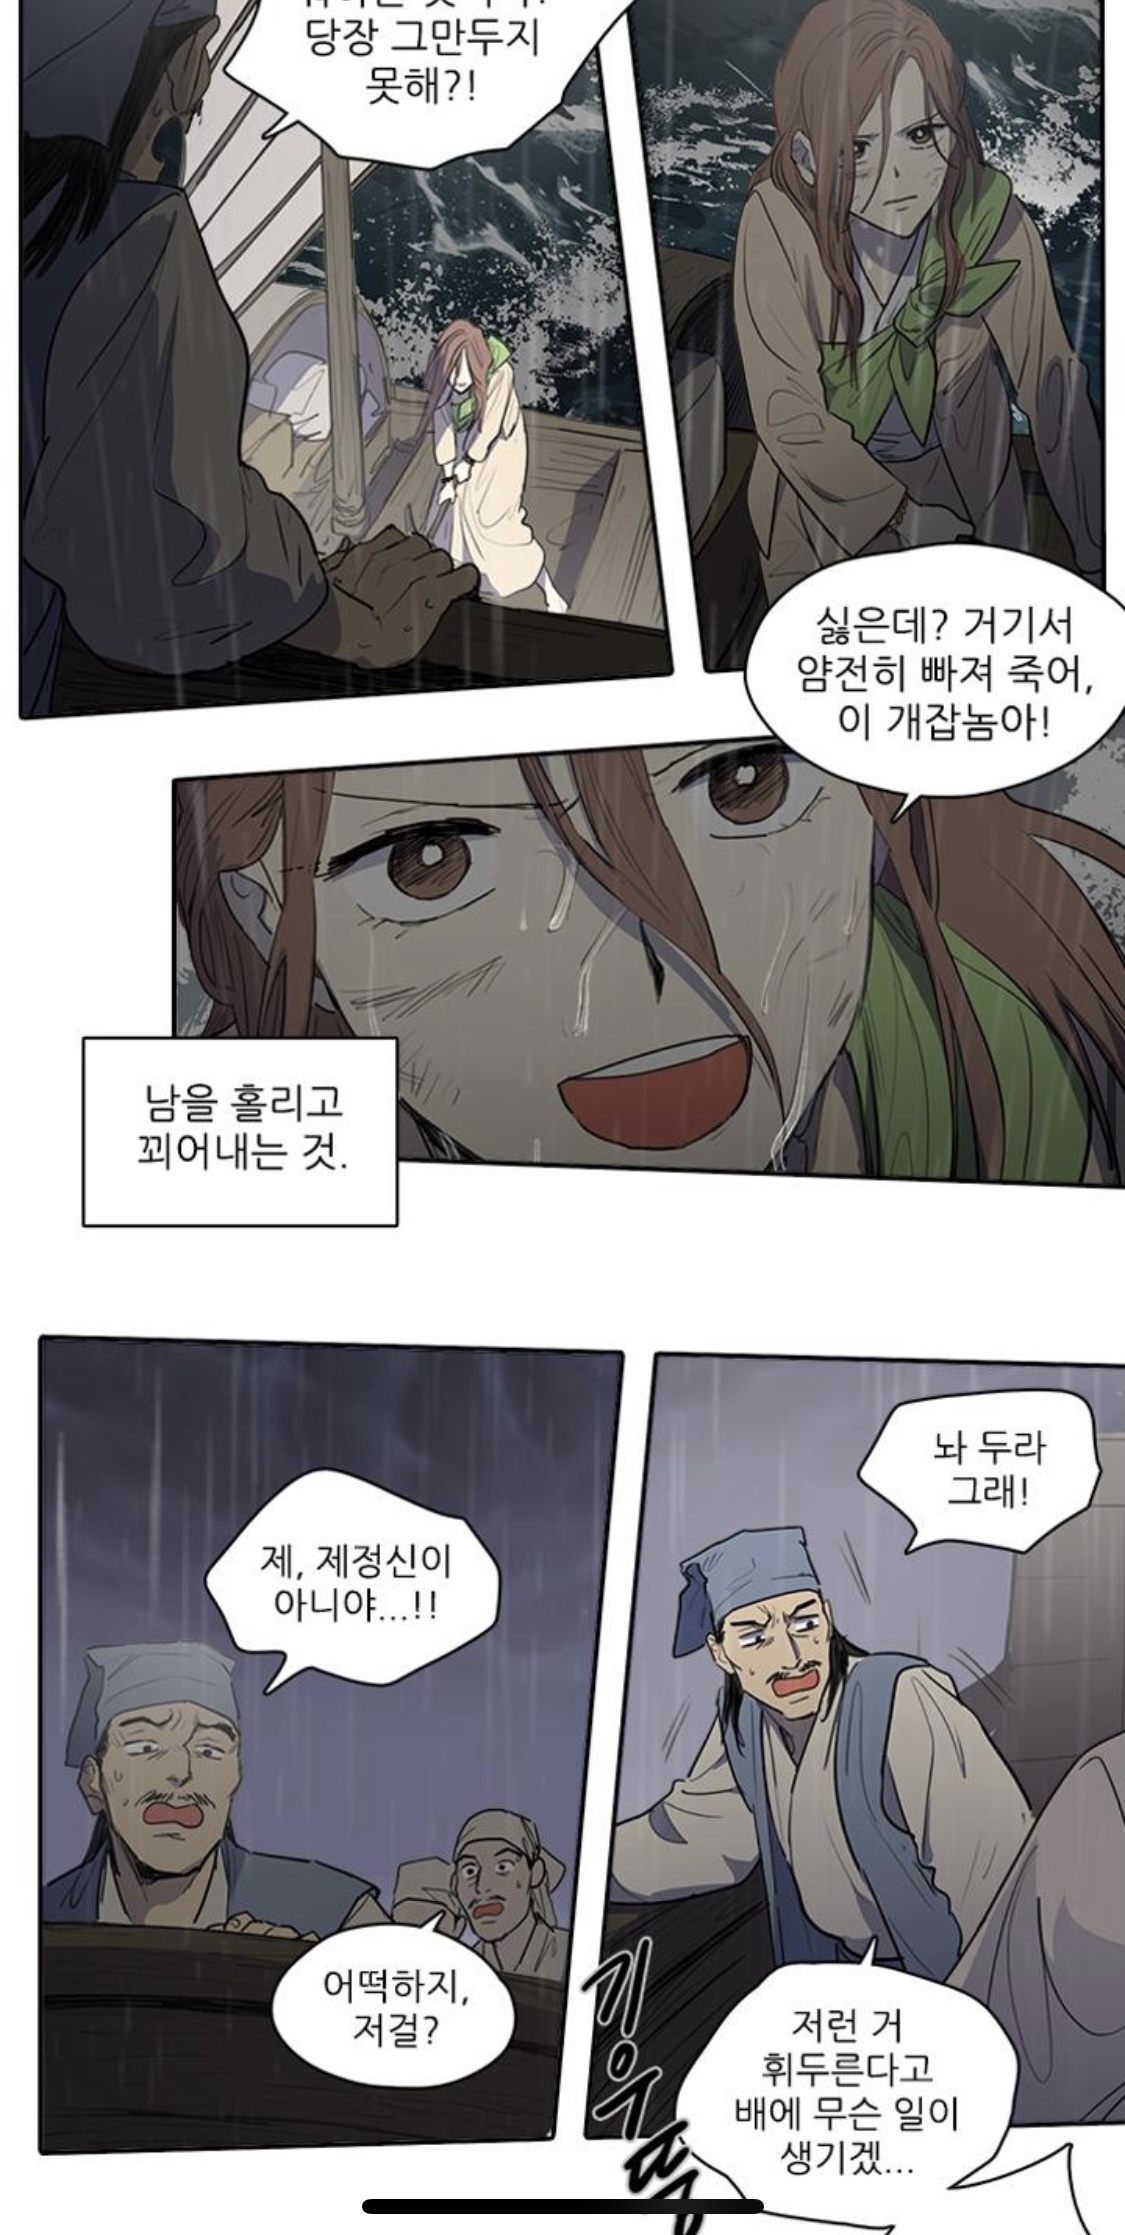 당장 그만두지
못해?!
싫은데? 거기서
얌전히 빠져 죽어,
이 개잡놈아!
남을 홀리고
꾀어내는 것.
제, 제정신이
아니야...!!
어떡하지,
저걸?
놔 두라
그래!
저런 거
휘두른다고
배에 무슨 일이
생기겠...
기우뚱